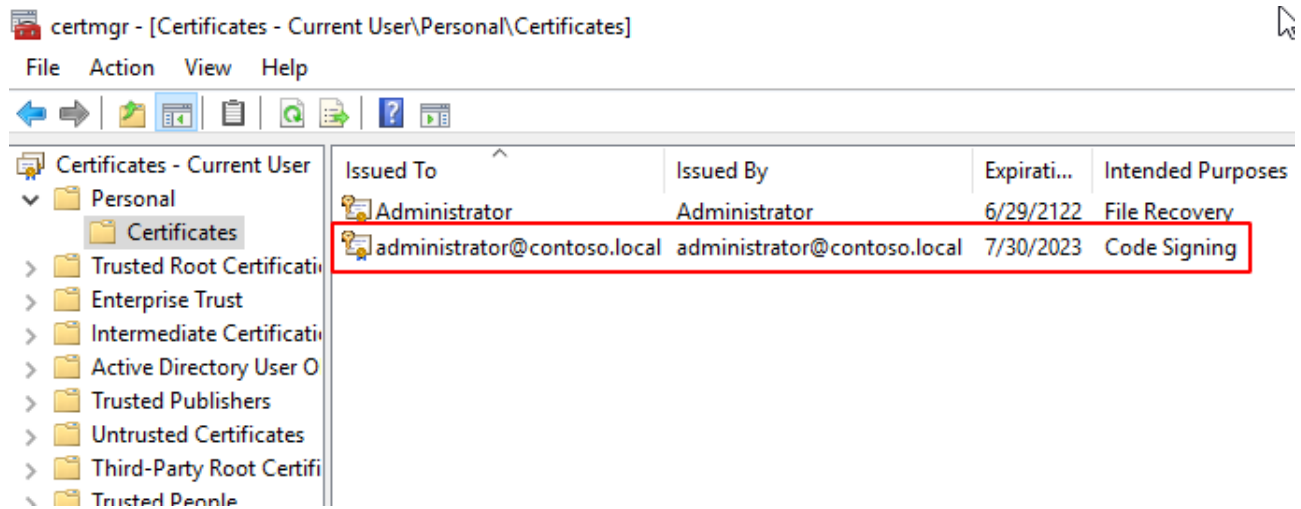 certmgr - [Certificates - Current User\Personal\Certificates]
File Action View Help
Certificates - Current User
Personal
Certificates
Trusted Root Certificati
Enterprise Trust
Intermediate Certificati
Active Directory User O
Trusted Publishers
Untrusted Certificates
Third-Party Root Certifi
Trusted People
Issued To Issued By Expirati... Intended Purposes
Administrator Administrator 6/29/2122 File Recovery
administrator@contoso.local administrator@contoso.local 7/30/2023 Code Signing